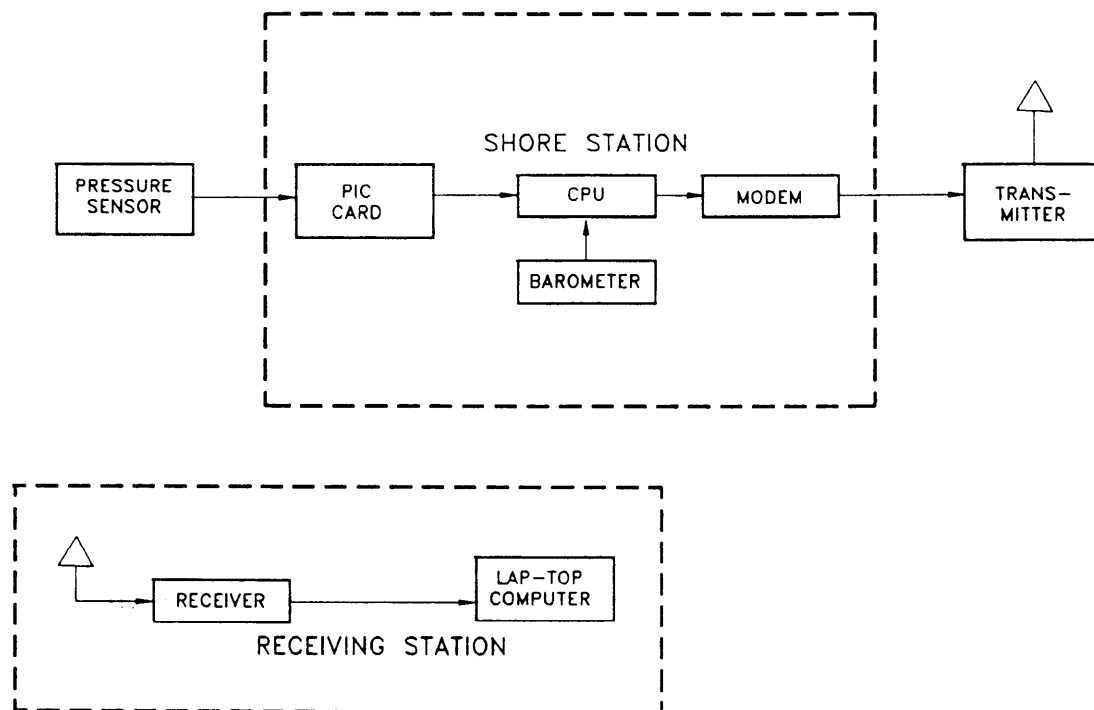 SHORE STATION
PRESSURE
SENSOR
PIC
CARD
CPU
MODEM
TRANS-
MITTER
BAROMETER
LAP-TOP
COMPUTER
RECEIVER
RECEIVING STATION